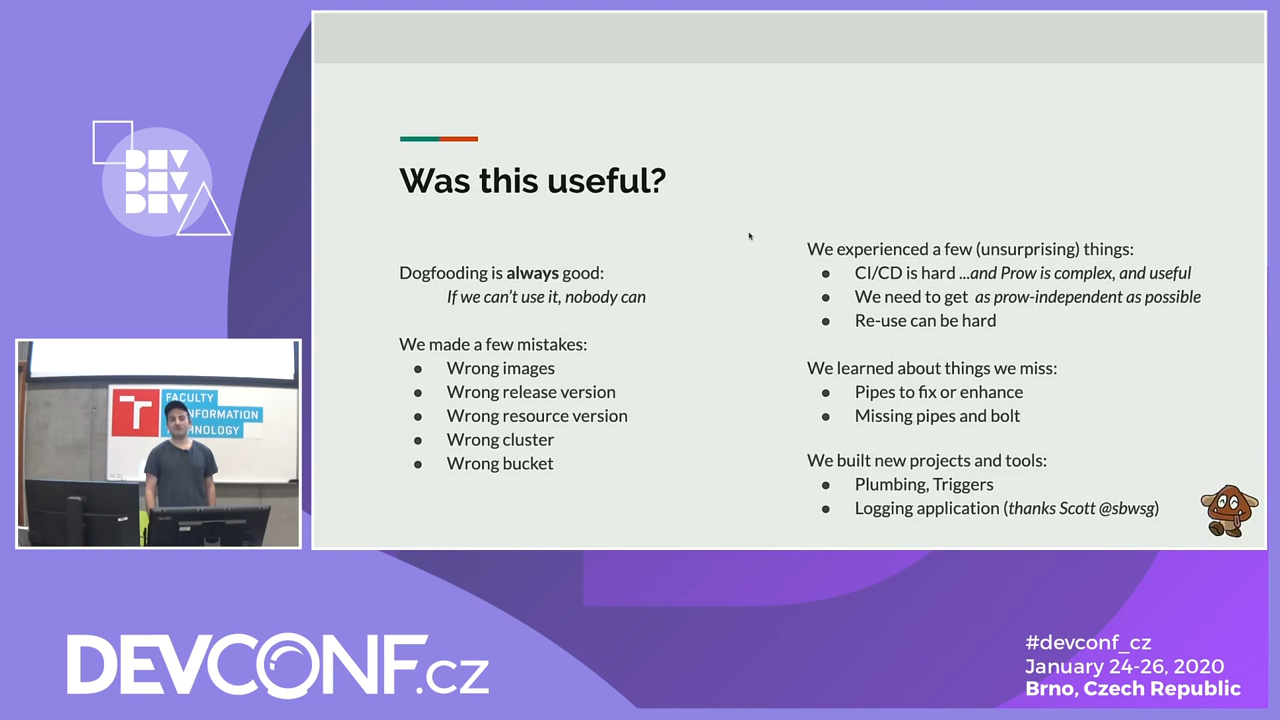 DEV
DEV
DEV
Was this useful?
Dogfooding is always good:
If we can't use it, nobody can
We made a few mistakes:
Wrong images
Wrong release version
Wrong resource version
Wrong cluster
Wrong bucket
We experienced a few (unsurprising) things:
CI/CD is hard ...and Prow is complex, and useful
We need to get as prow-independent as possible
Re-use can be hard
We learned about things we miss:
Pipes to fix or enhance
Missing pipes and bolt
We built new projects and tools:
Plumbing, Triggers
Logging application (thanks Scott @sbwsg)
FACULTY
INFORMATION
TECHNOLOGY
DEVCONF.cz
#devconf_cz
January 24-26, 2020
Brno, Czech Republic